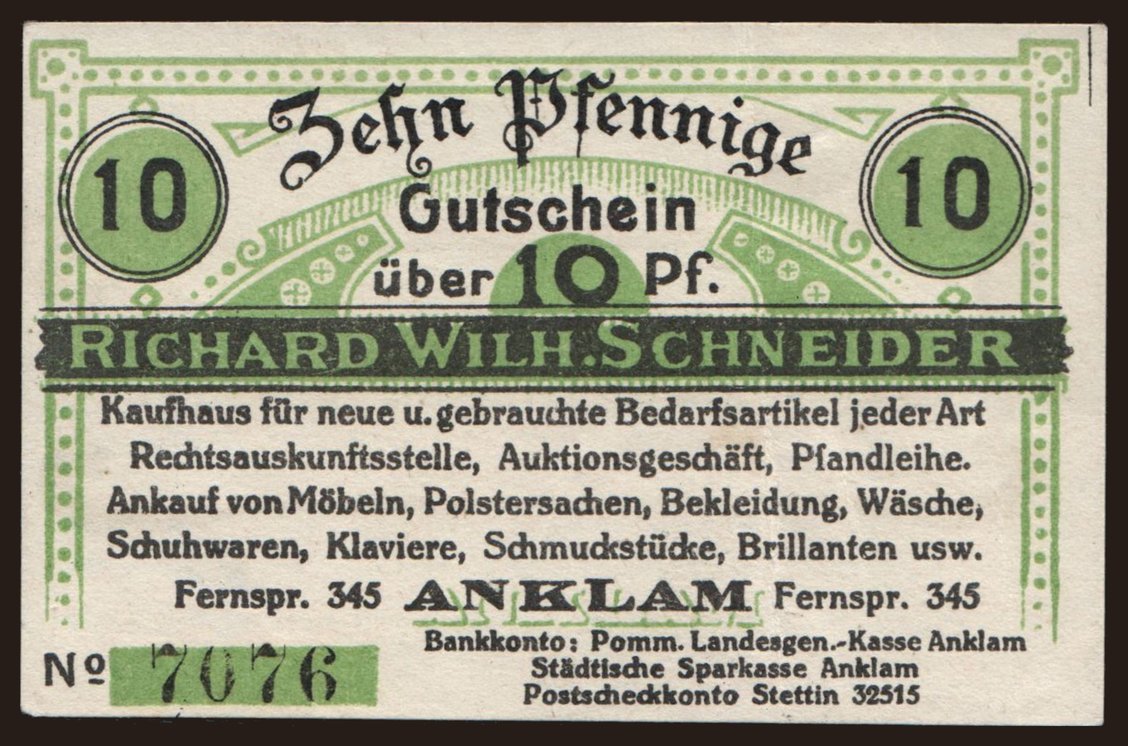 Zehn Pfennige
10 10
Gutschein
über 10 Pf.
RICHARD WILH. SCHNEIDER
Kaufhaus für neue u. gebrauchte Bedarfsartikel jeder Art
Rechtsauskunftsstelle, Auktionsgeschäft, Pfandleihe.
Ankauf von Möbeln, Polstersachen, Bekleidung, Wäsche,
Schuhwaren, Klaviere, Schmuckstücke, Brillanten usw.
Fernspr. 345 ANKLAM Fernspr. 345
Bankkonto: Pomm. Landesgen.-Kasse Anklam
Städtische Sparkasse Anklam
Postscheckkonto Stettin 32515
No 7076